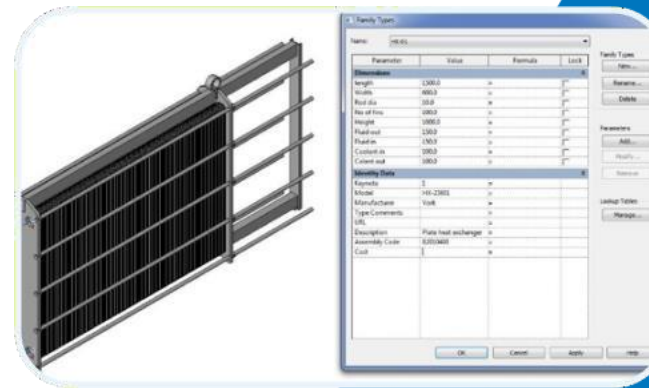 Family Types
Name: HX-01
Family Types
Parameter Value Formula Lock
New...
Dimensions
length 1500.0 =
Rename...
Width 600.0 =
Delete
Rod dia 10.0 =
No of fins 100.0 =
Height 1000.0 =
Parameters
Fluid out 150.0 =
Add...
Fluid in 150.0 =
Modify...
Coolant in 100.0 =
Colent out 100.0 =
Remove
Identity Data
Keynote 1 =
Lookup Tables
Model =
Manage...
Manufacturer York =
Type Comments =
URL =
Description Plate heat exchanger =
Assembly Code =
Cost =
OK Cancel Apply Help